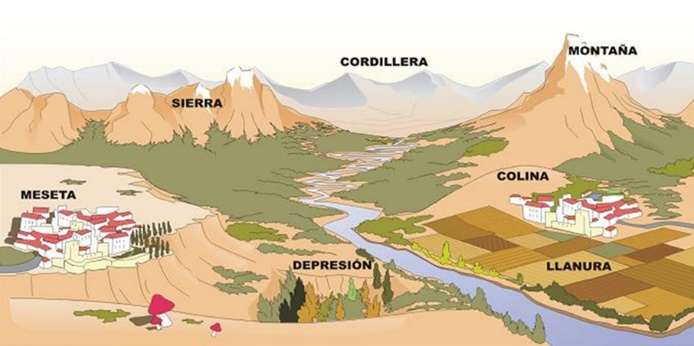 CORDILLERA
MONTAÑA
SIERRA
COLINA
MESETA
DEPRESIÓN
LLANURA